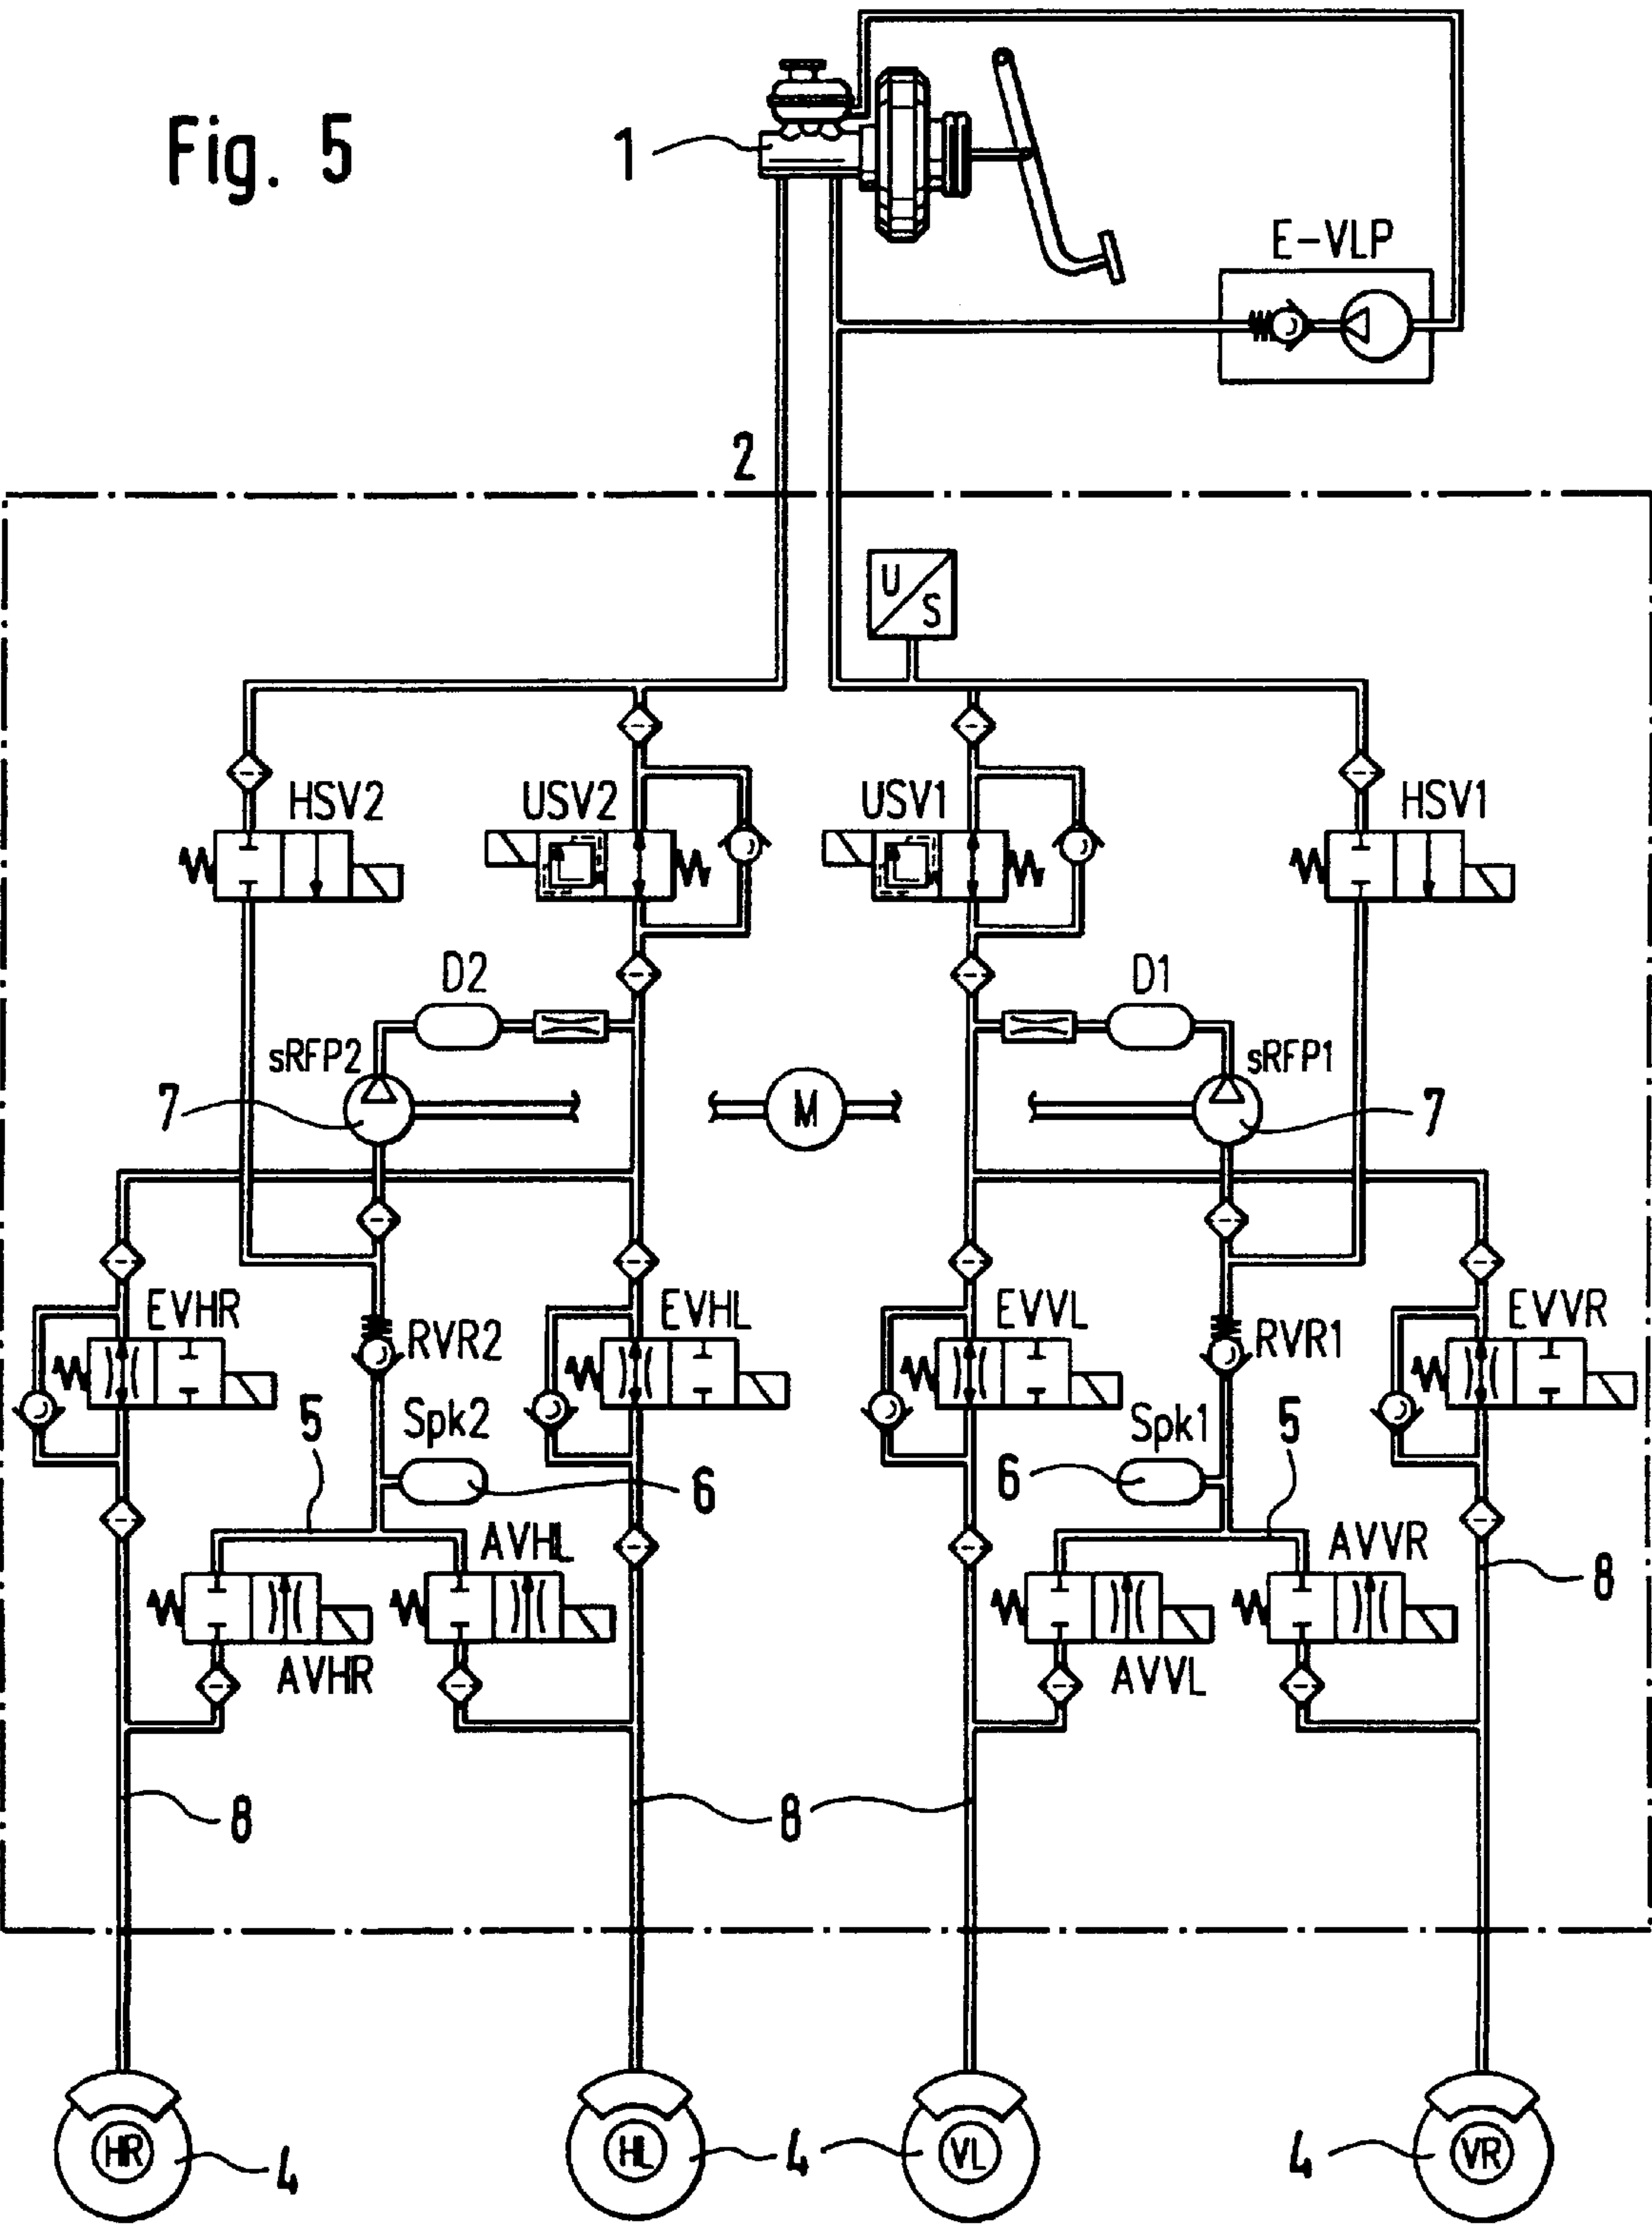 Fig. 5
1
E-VLP
2
U/S
HSV2 USV2 USV1 HSV1
D2 D1
sRFP2 sRFP1
7 M 7
EVHR EVHL EVVL EVVR
RVR2 RVR1
5 Spk2 Spk1 5
6 6
AVHL AVVR
8
AVHR AVVL
8 8
HR HL VL VR
4 4 4